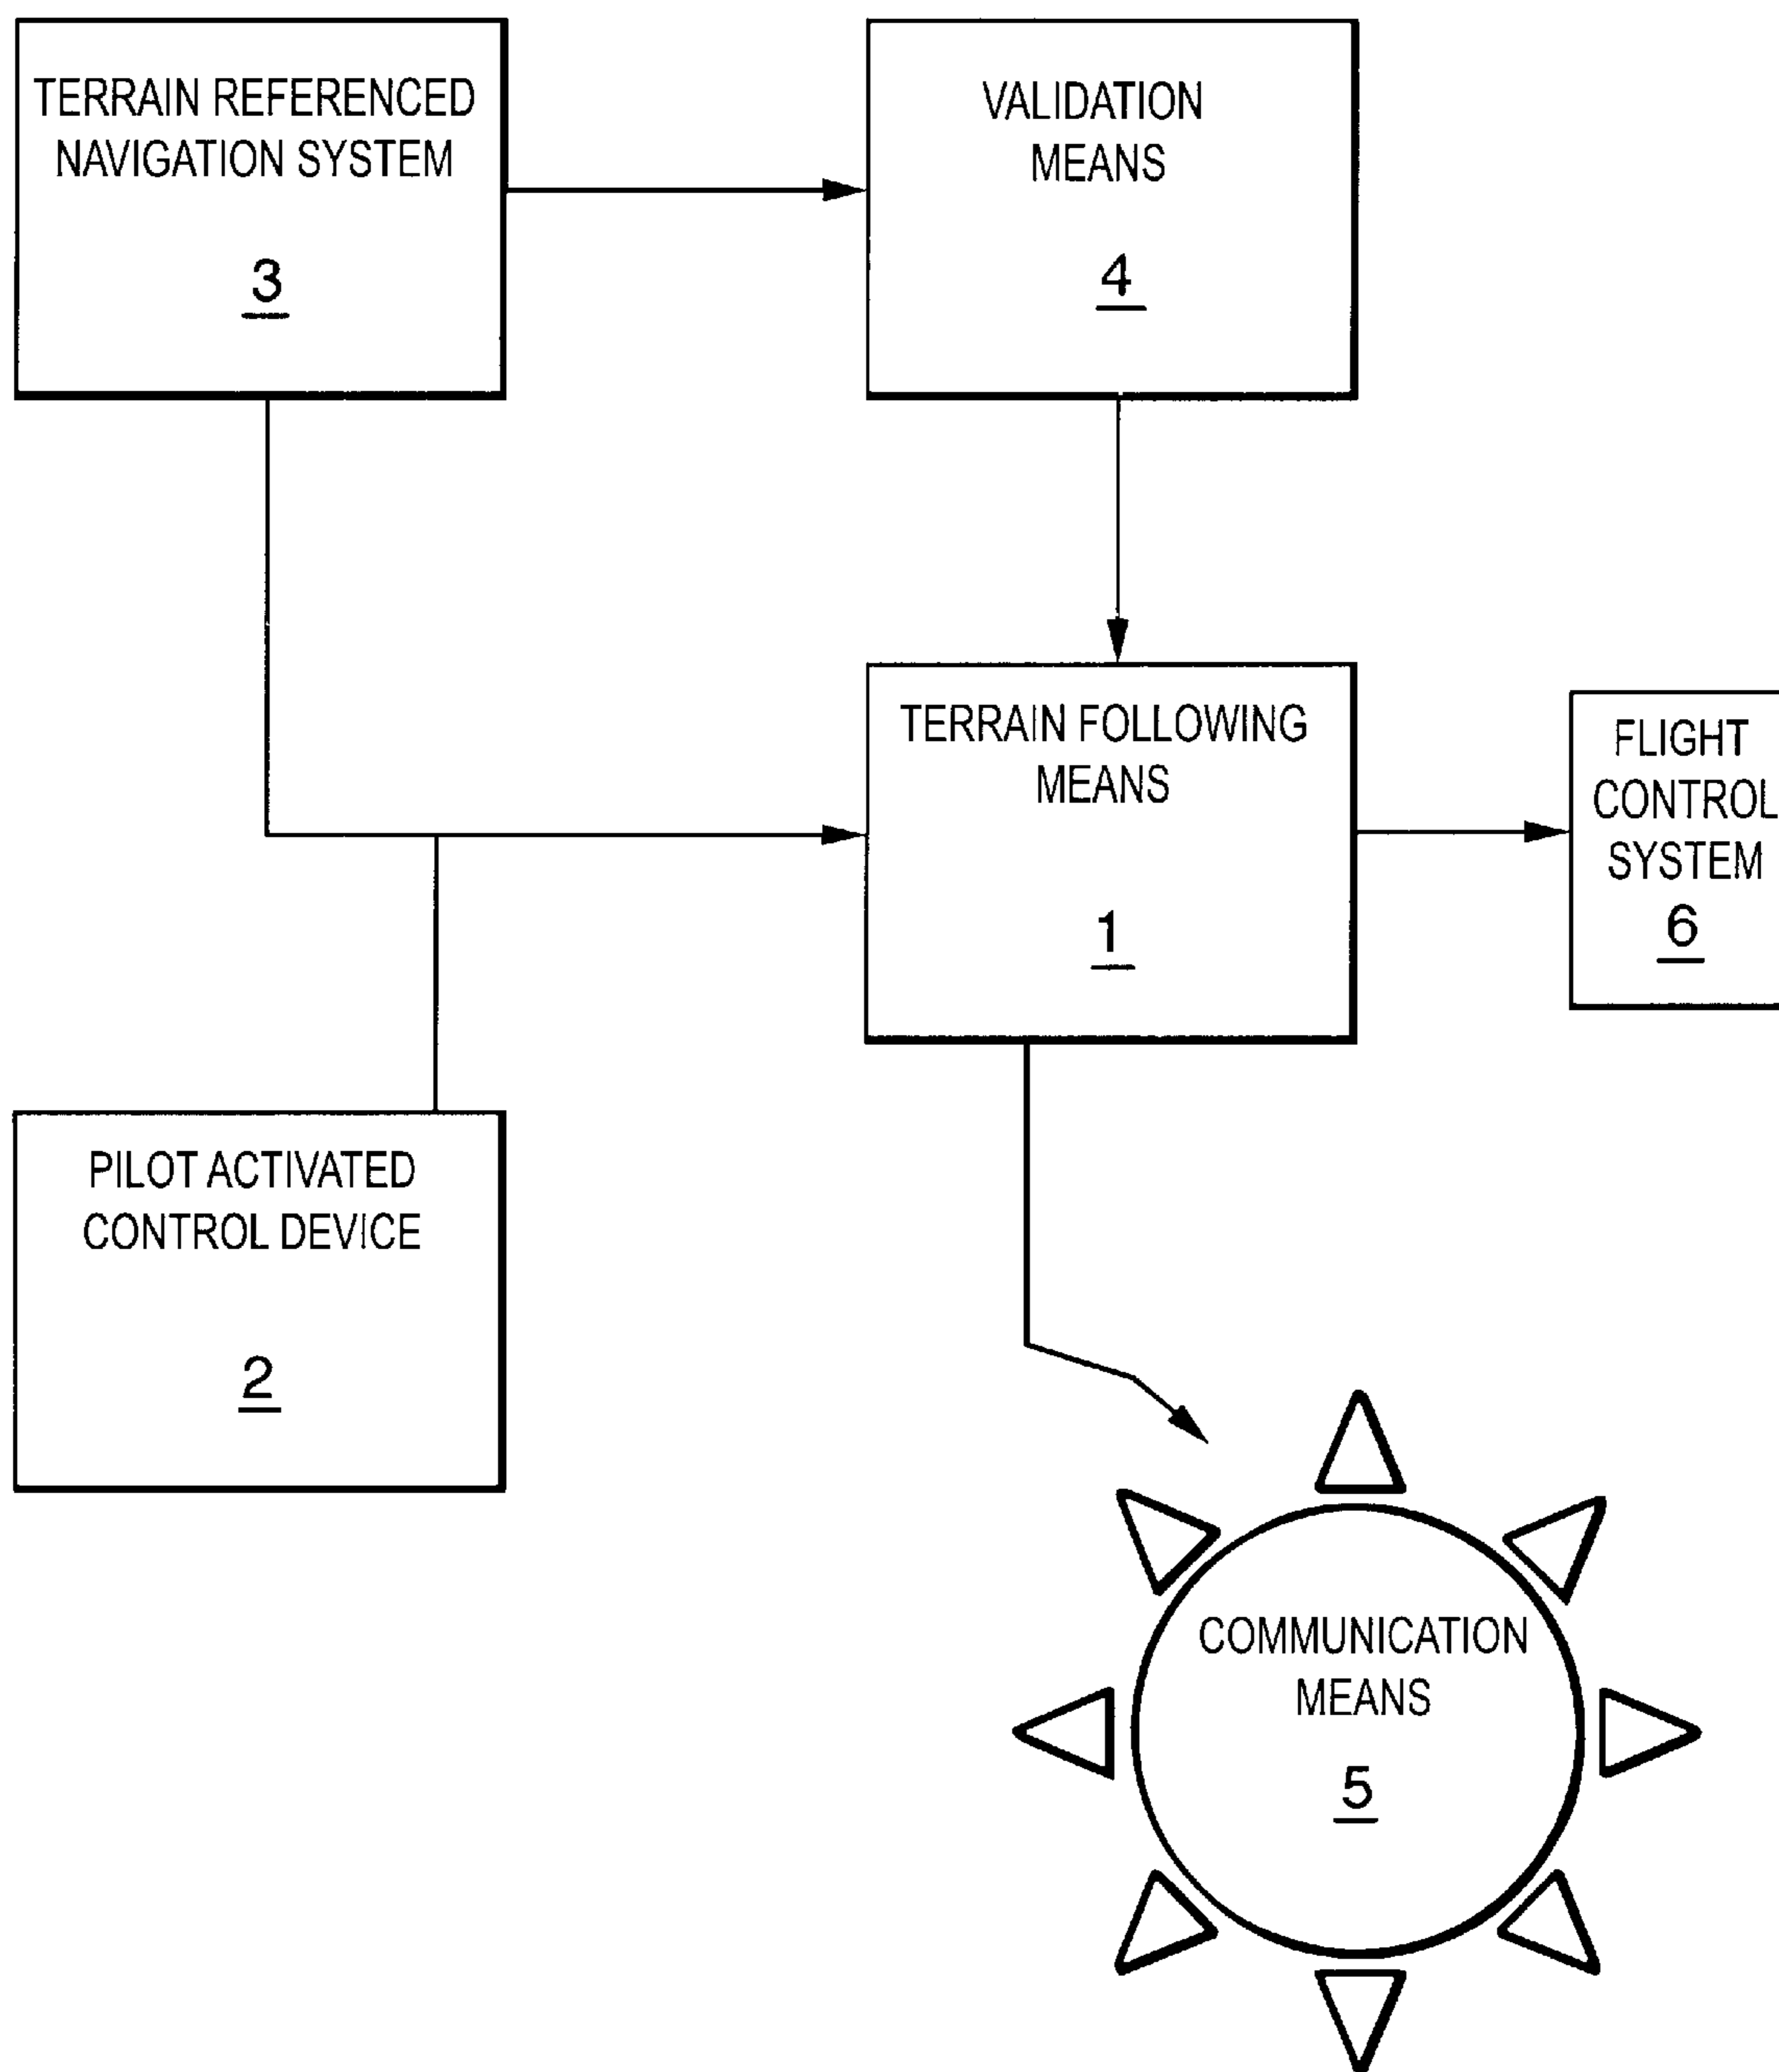 TERRAIN REFERENCED
NAVIGATION SYSTEM
3
VALIDATION
MEANS
4
TERRAIN FOLLOWING
MEANS
1
FLIGHT
CONTROL
SYSTEM
6
PILOT ACTIVATED
CONTROL DEVICE
2
COMMUNICATION
MEANS
5